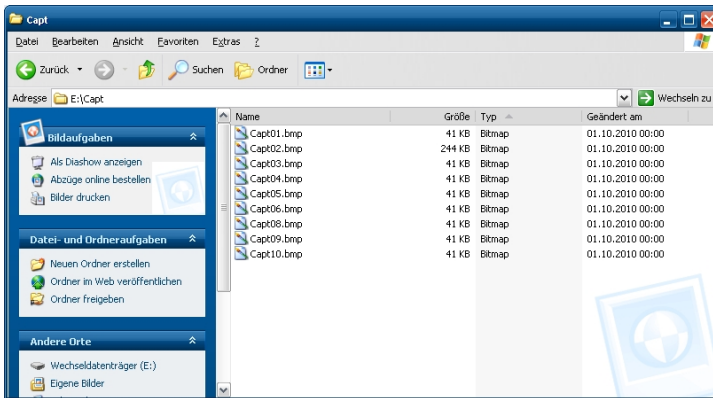 Capt
Datei Bearbeiten Ansicht Favoriten Extras ?
Zurück Suchen Ordner
Adresse E:\Capt Wechseln zu
Name Größe Typ Geändert am
Capt01.bmp 41 KB Bitmap 01.10.2010 00:00
Capt02.bmp 244 KB Bitmap 01.10.2010 00:00
Capt03.bmp 41 KB Bitmap 01.10.2010 00:00
Capt04.bmp 41 KB Bitmap 01.10.2010 00:00
Capt05.bmp 41 KB Bitmap 01.10.2010 00:00
Capt06.bmp 41 KB Bitmap 01.10.2010 00:00
Capt08.bmp 41 KB Bitmap 01.10.2010 00:00
Capt09.bmp 41 KB Bitmap 01.10.2010 00:00
Capt10.bmp 41 KB Bitmap 01.10.2010 00:00
Bildaufgaben
Als Diashow anzeigen
Abzüge online bestellen
Bilder drucken
Datei- und Ordneraufgaben
Neuen Ordner erstellen
Ordner im Web veröffentlichen
Ordner freigeben
Andere Orte
Wechseldatenträger (E:)
Eigene Bilder